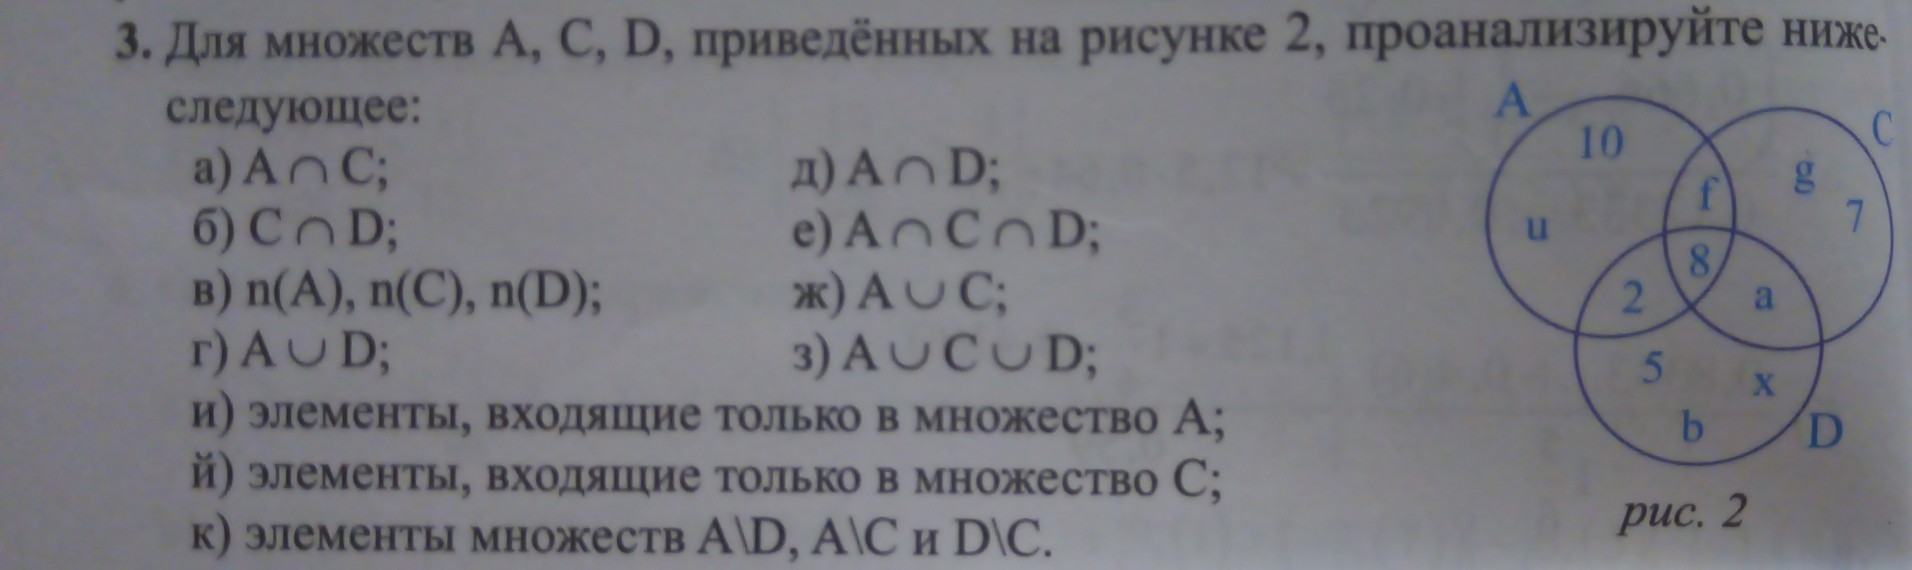 3. Для множеств A, C, D, приведённых на рисунке 2, проанализируйте ниже-
следующее:
а) A ∩ C;
б) C ∩ D;
в) n(A), n(C), n(D);
г) A ∪ D;
д) A ∩ D;
е) A ∩ C ∩ D;
ж) A ∪ C;
з) A ∪ C ∪ D;
и) элементы, входящие только в множество A;
й) элементы, входящие только в множество C;
к) элементы множеств A\D, A\C и D\C.
A
C
10
g
f
7
u
8
2
a
5
x
b
D
рис. 2